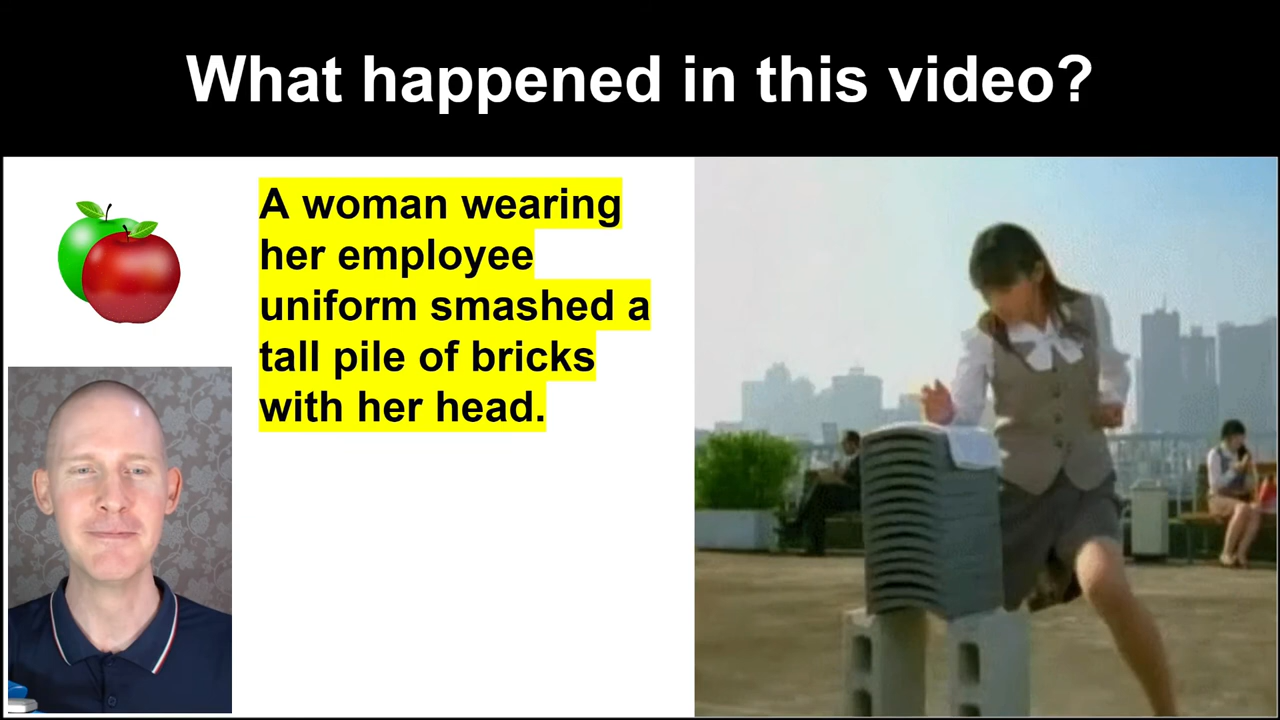 What happened in this video?
A woman wearing
her employee
uniform smashed a
tall pile of bricks
with her head.